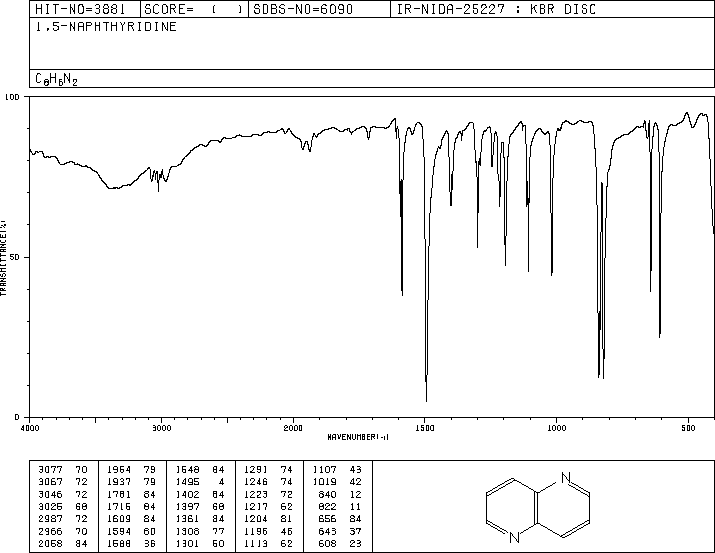 HIT-NO=3881 SCORE= ( ) SDBS-NO=6090 IR-NIDA-25227 : KBR DISC
1,5-NAPHTHYRIDINE
C8H6N2
100
50
0
TRANSMITTANCE(%)
4000 3000 2000 1500 1000 500
WAVENUMBER(-1)
3077 70 1964 79 1548 84 1291 74 1107 43
3067 72 1937 79 1495 4 1246 74 1019 42
3046 72 1781 84 1402 84 1223 72 840 12
3025 68 1715 84 1397 68 1217 62 822 11
2987 72 1609 84 1361 84 1204 81 656 84
2966 70 1594 60 1308 77 1196 46 643 37
2058 84 1588 36 1301 50 1113 62 608 23
N
N